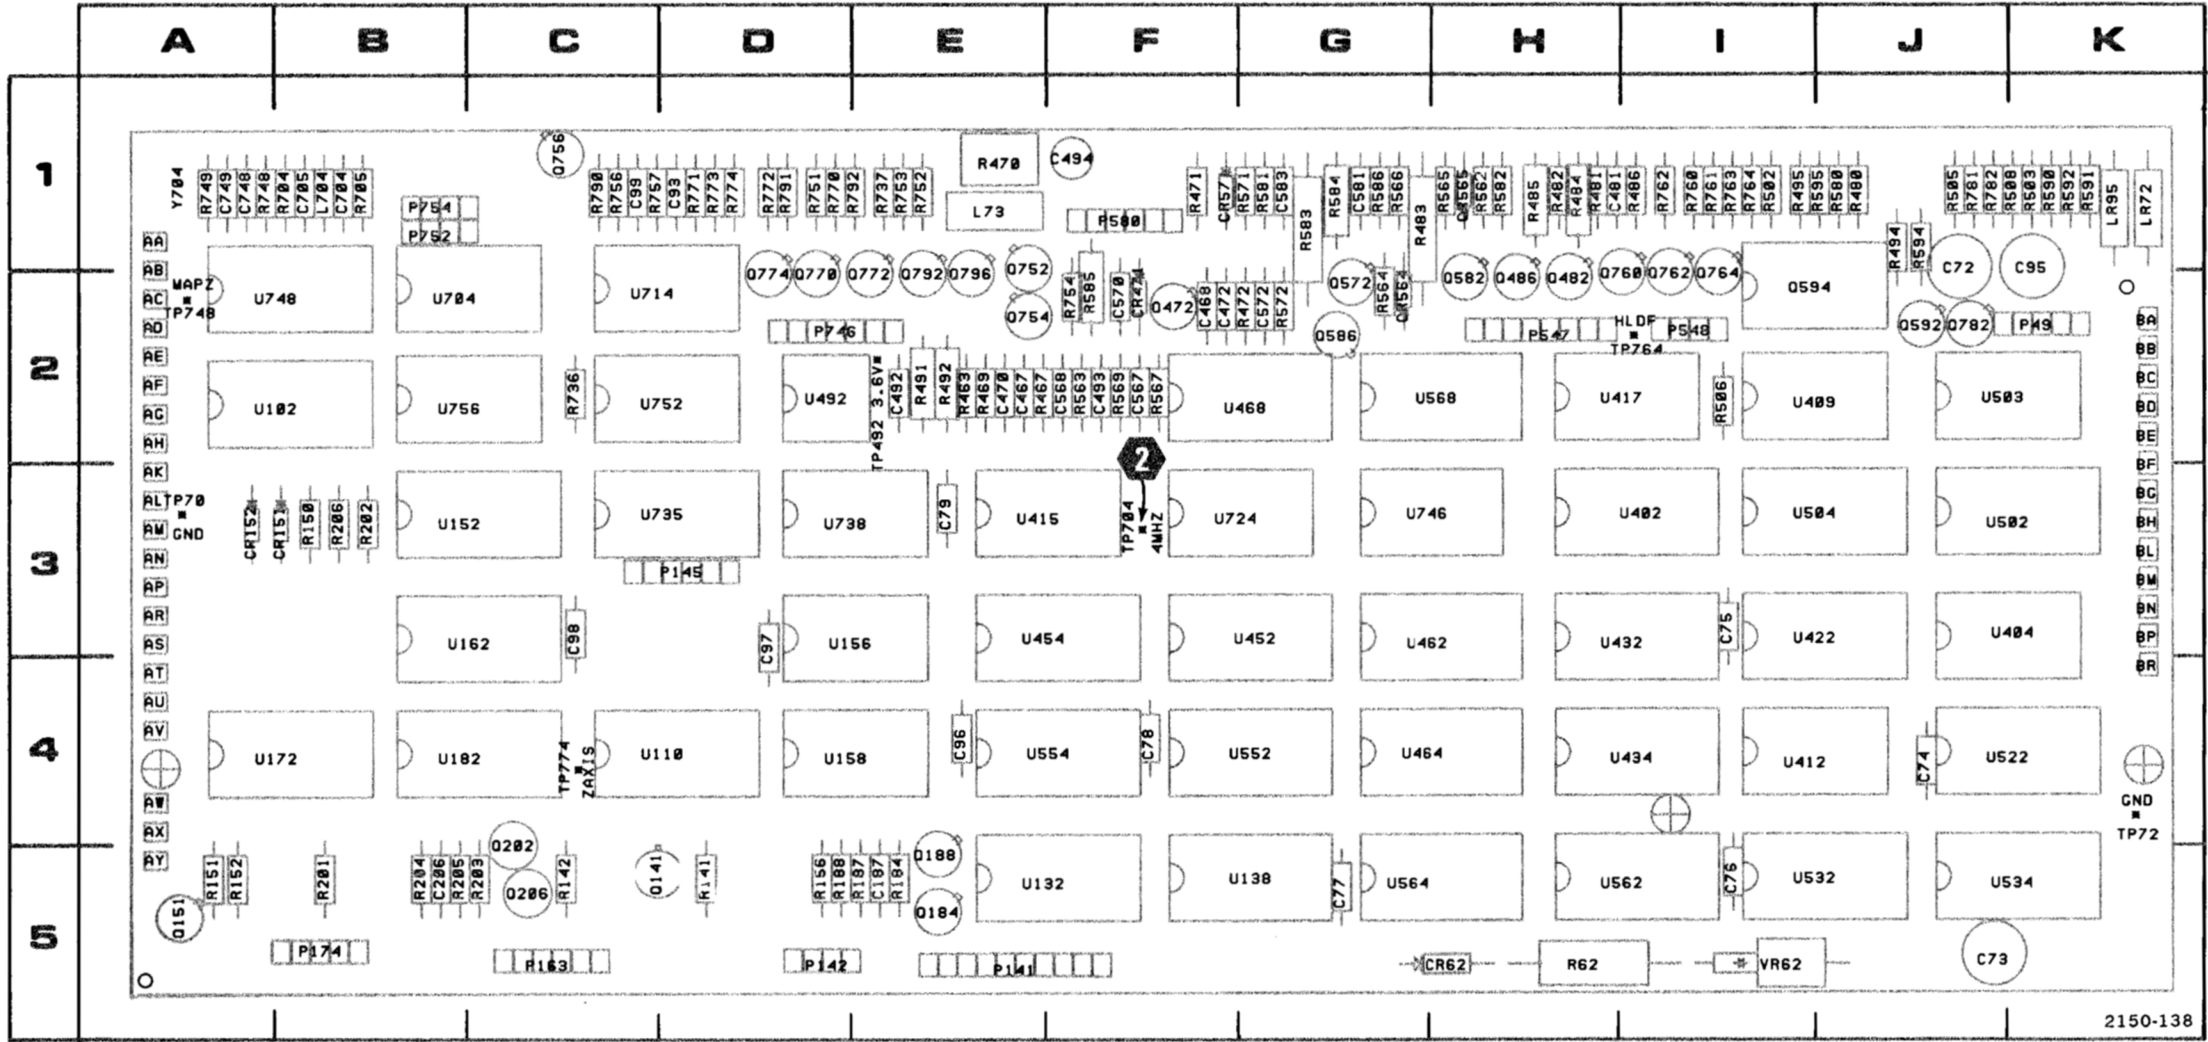 A B C D E F G H I J K
1
2
3
4
5
Y704 R749 C749 C748 R748 R704 C705 L704 C704 R705
P754
P752
Q756
R790 R756 C99 R757 C93 R771 R773 R774 R772 R791 R751 R770 R792 R737 R753 R752
R470
L73
C494
P580
R471 CR571 R571 R581 C583 R583 R584 C581 R586 R566 R483 R565 CR565 R562 R582 R485 R482 R484 R481 C481 R486 R762 R760 R761 R763 R764 R502 R495 R595 R580 R480
R505 R781 R782 R508 R503 R590 R592 R591 LR95 LR72
R494 R594
AA
AB
AC
AD
AE
AF
AG
AH
AK
AL
AM
AN
AP
AR
AS
AT
AU
AV
AW
AX
AY
MAPZ
TP748
U748 U704 U714
Q774 Q770 Q772 Q792 Q796 Q752
Q754
R754 R585 C570 CR471 Q472 C468 C472 R472 C572 R572
Q572 R564 CR564
Q586
Q582 Q486 Q482 Q760 Q762 Q764 Q594 C72 C95
P746
P547
HLDF
TP764
P548
Q592 Q782 P49
BA
BB
BC
BD
BE
BF
BG
BH
BL
BM
BN
BP
BR
U102 U756 R736 U752 U492
TP492 3.6V
C492 R491 R492 R463 R469 C470 C467 R467 C568 R563 C493 R569 C567 R567
U468 U568 U417 R506 U409 U503
2
TP70
GND
CR152 CR151 R150 R206 R202
U152 U735 U738 C79 U415
TP704
4MHZ
U724 U746 U402 U504 U502
P145
U162 C98 C97 U156 U454 U452 U462 U432 C75 U422 U404
U172 U182
TP774
ZAXIS
U110 U158 C96 U554 C78 U552 U464 U434 U412 C74 U522
GND
TP72
R151 R152 R201 R204 C206 R205 R203
Q202
Q206
R142 Q141 R141 R156 R188 R187 C187 R184
Q188
Q184
U132 U138 C77 U564 U562 C76 U532 U534
Q151
P174 P163 P142 P141 CR62 R62 VR62 C73
2150-138